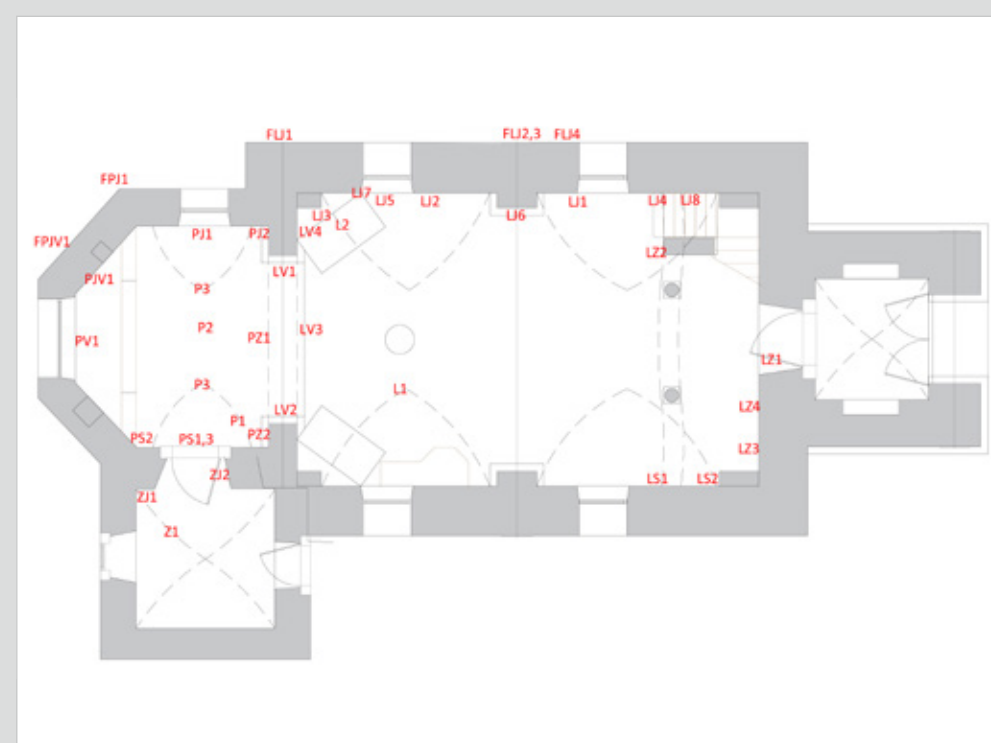 FLJ1
FLJ2,3
FLJ4
FPJ1
LJ7
LJ5
LJ2
LJ1
LJ4
LJ8
LJ3
L2
LJ6
PJ1
PJ2
LV4
FPJV1
LZ2
LV1
PJV1
P3
P2
LV3
PV1
PZ1
LZ1
P3
L1
LV2
LZ4
P1
PS2
PS1,3
PZ2
LZ3
ZJ2
LS1
LS2
ZJ1
Z1